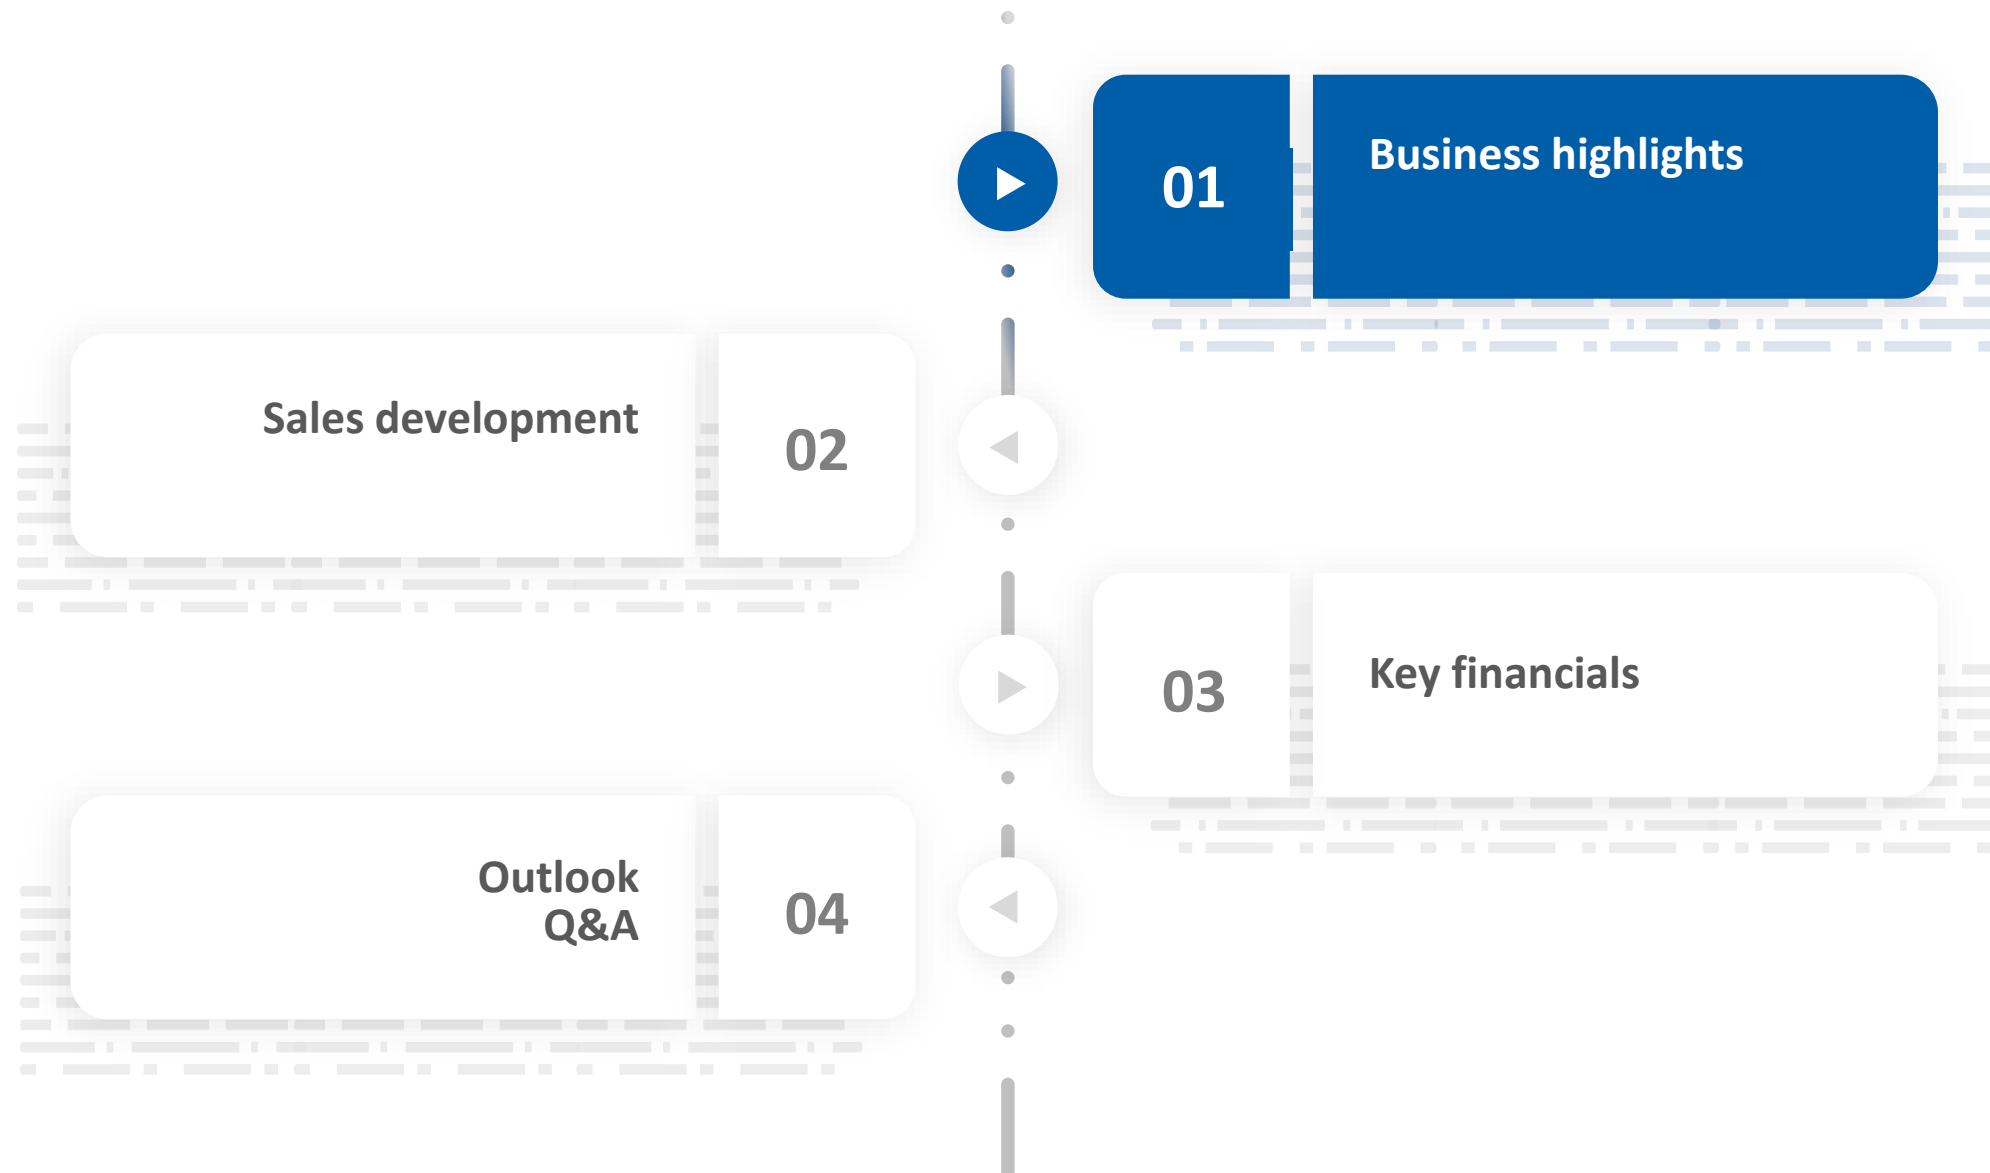 01
Business highlights
Sales development
02
03
Key financials
Outlook
Q&A
04